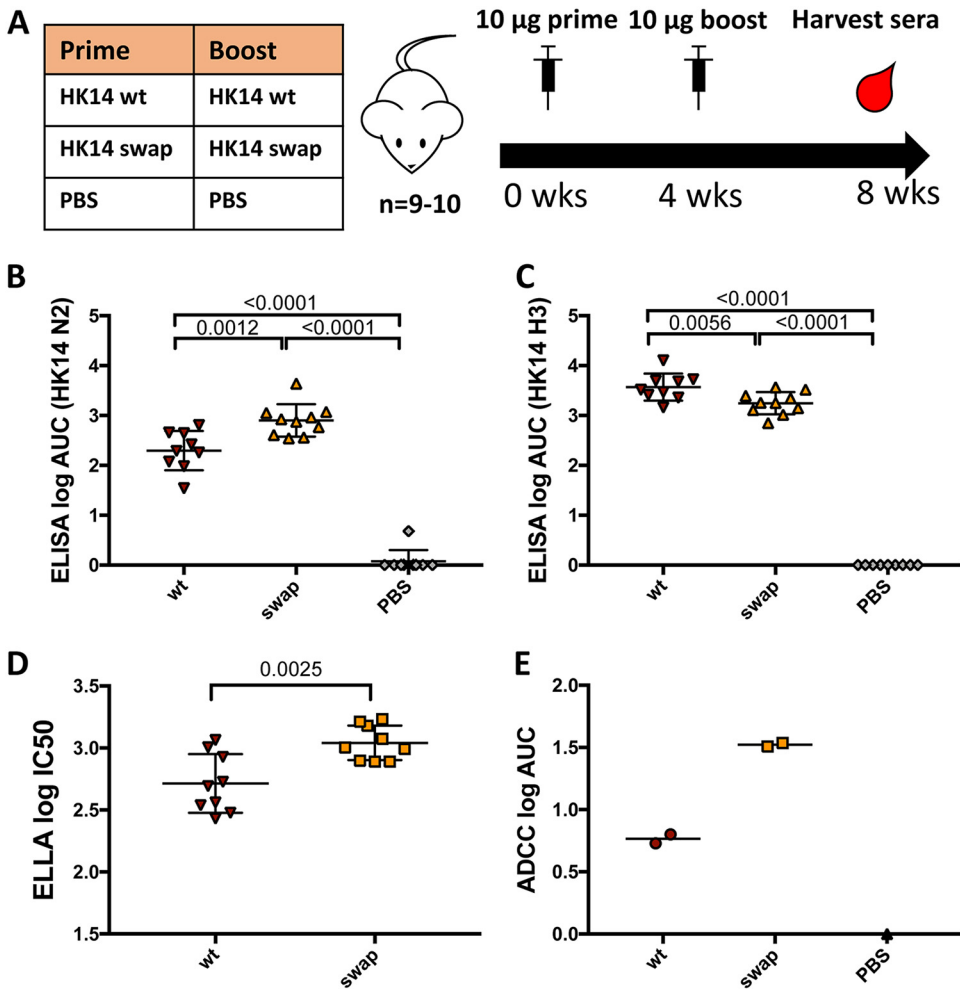 A
Prime Boost
HK14 wt HK14 wt
HK14 swap HK14 swap
PBS PBS
n=9-10
10 µg prime 10 µg boost Harvest sera
0 wks 4 wks 8 wks
B
ELISA log AUC (HK14 N2)
<0.0001
0.0012 <0.0001
5
4
3
2
1
0
wt swap PBS
C
ELISA log AUC (HK14 H3)
<0.0001
0.0056 <0.0001
5
4
3
2
1
0
wt swap PBS
D
ELLA log IC50
0.0025
3.5
3.0
2.5
2.0
1.5
wt swap
E
ADCC log AUC
2.0
1.5
1.0
0.5
0.0
wt swap PBS